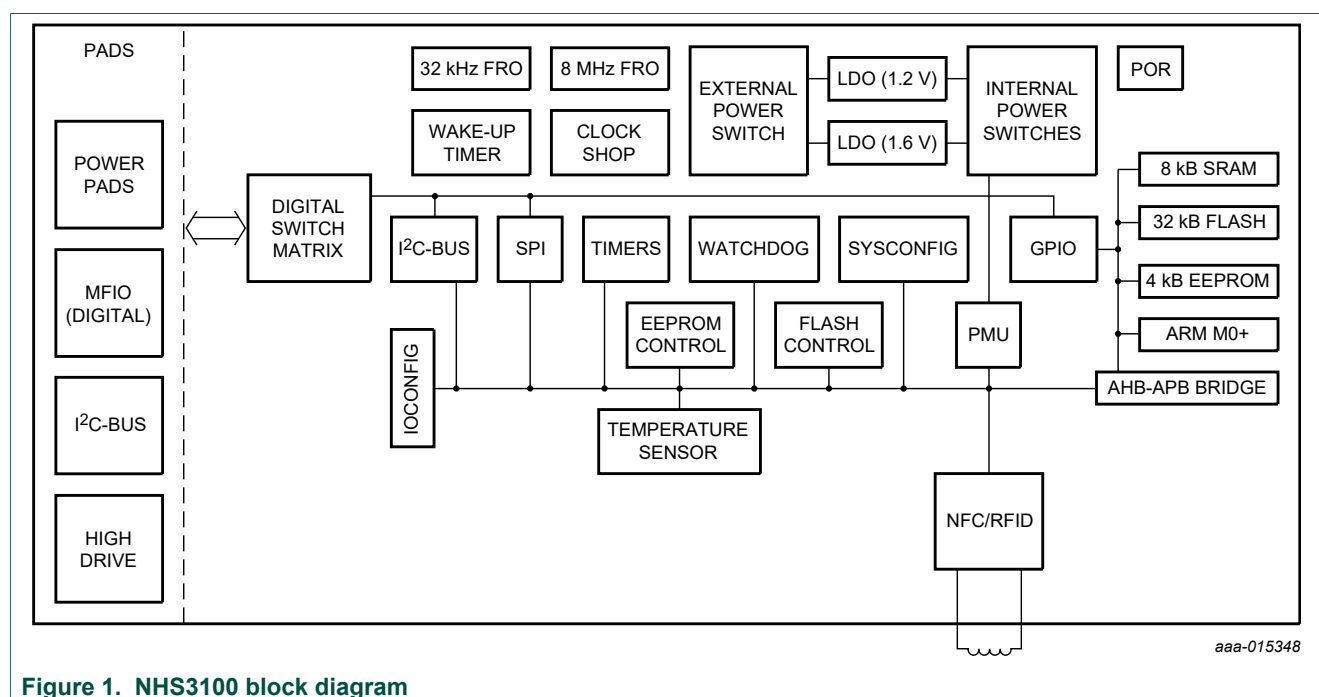 PADS
POWER
PADS
MFIO
(DIGITAL)
I2C-BUS
HIGH
DRIVE
32 kHz FRO
8 MHz FRO
WAKE-UP
TIMER
CLOCK
SHOP
EXTERNAL
POWER
SWITCH
LDO (1.2 V)
LDO (1.6 V)
INTERNAL
POWER
SWITCHES
POR
DIGITAL
SWITCH
MATRIX
I2C-BUS
SPI
TIMERS
WATCHDOG
SYSCONFIG
GPIO
8 kB SRAM
32 kB FLASH
4 kB EEPROM
ARM M0+
AHB-APB BRIDGE
IOCONFIG
EEPROM
CONTROL
FLASH
CONTROL
PMU
TEMPERATURE
SENSOR
NFC/RFID
aaa-015348
Figure 1. NHS3100 block diagram